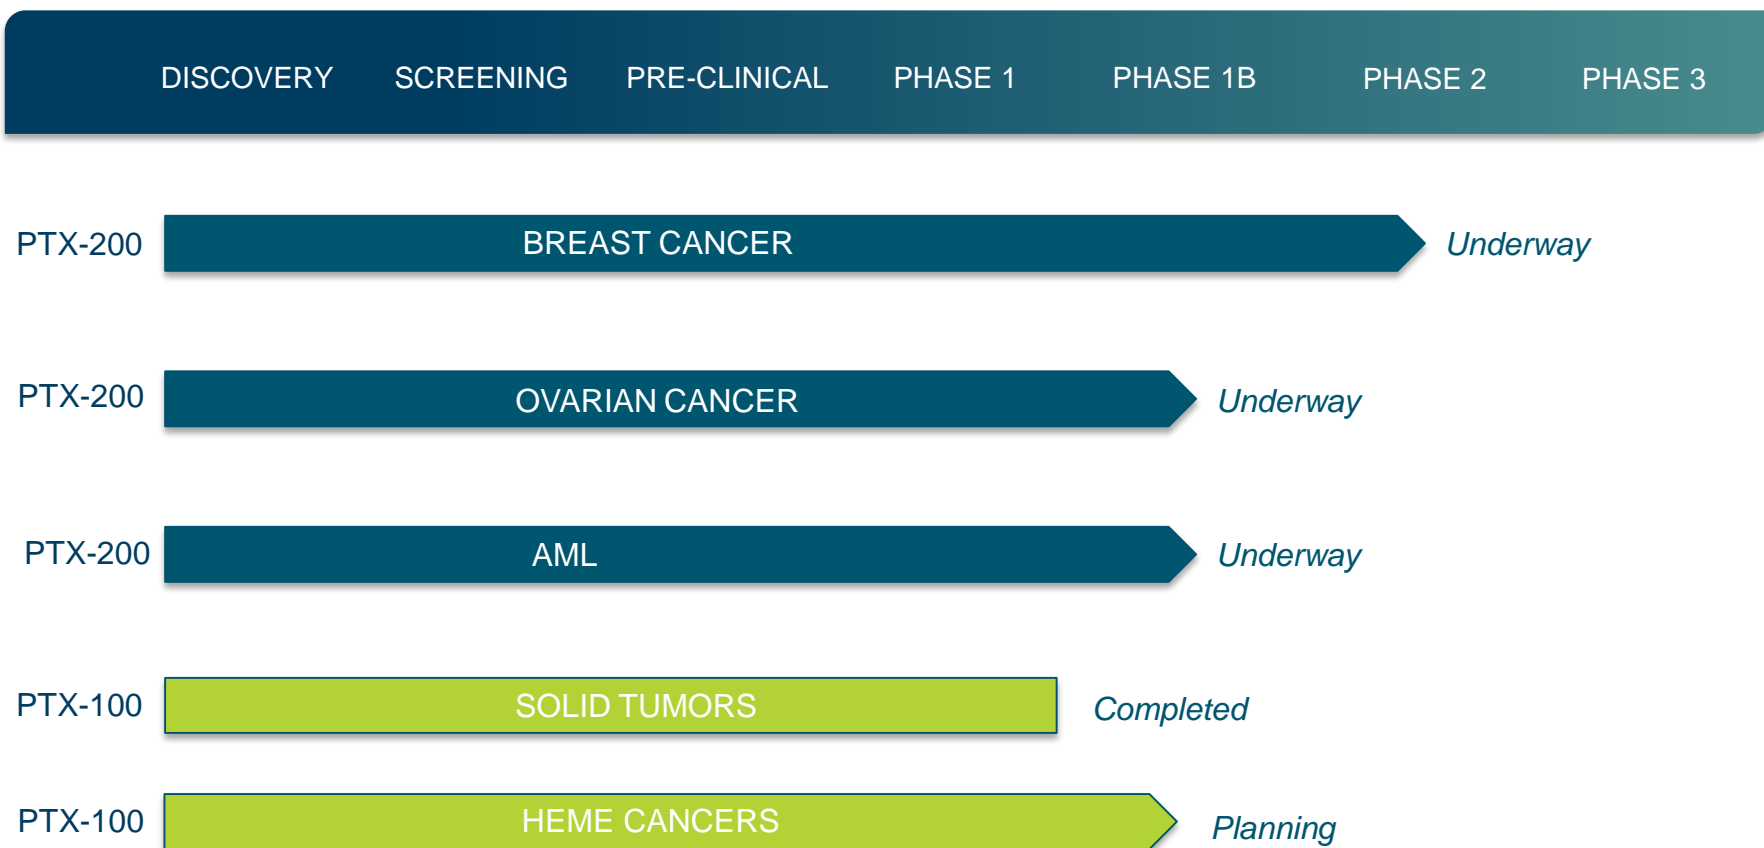 DISCOVERY SCREENING PRE-CLINICAL PHASE 1 PHASE 1B PHASE 2 PHASE 3
PTX-200 BREAST CANCER Underway
PTX-200 OVARIAN CANCER Underway
PTX-200 AML Underway
PTX-100 SOLID TUMORS Completed
PTX-100 HEME CANCERS Planning